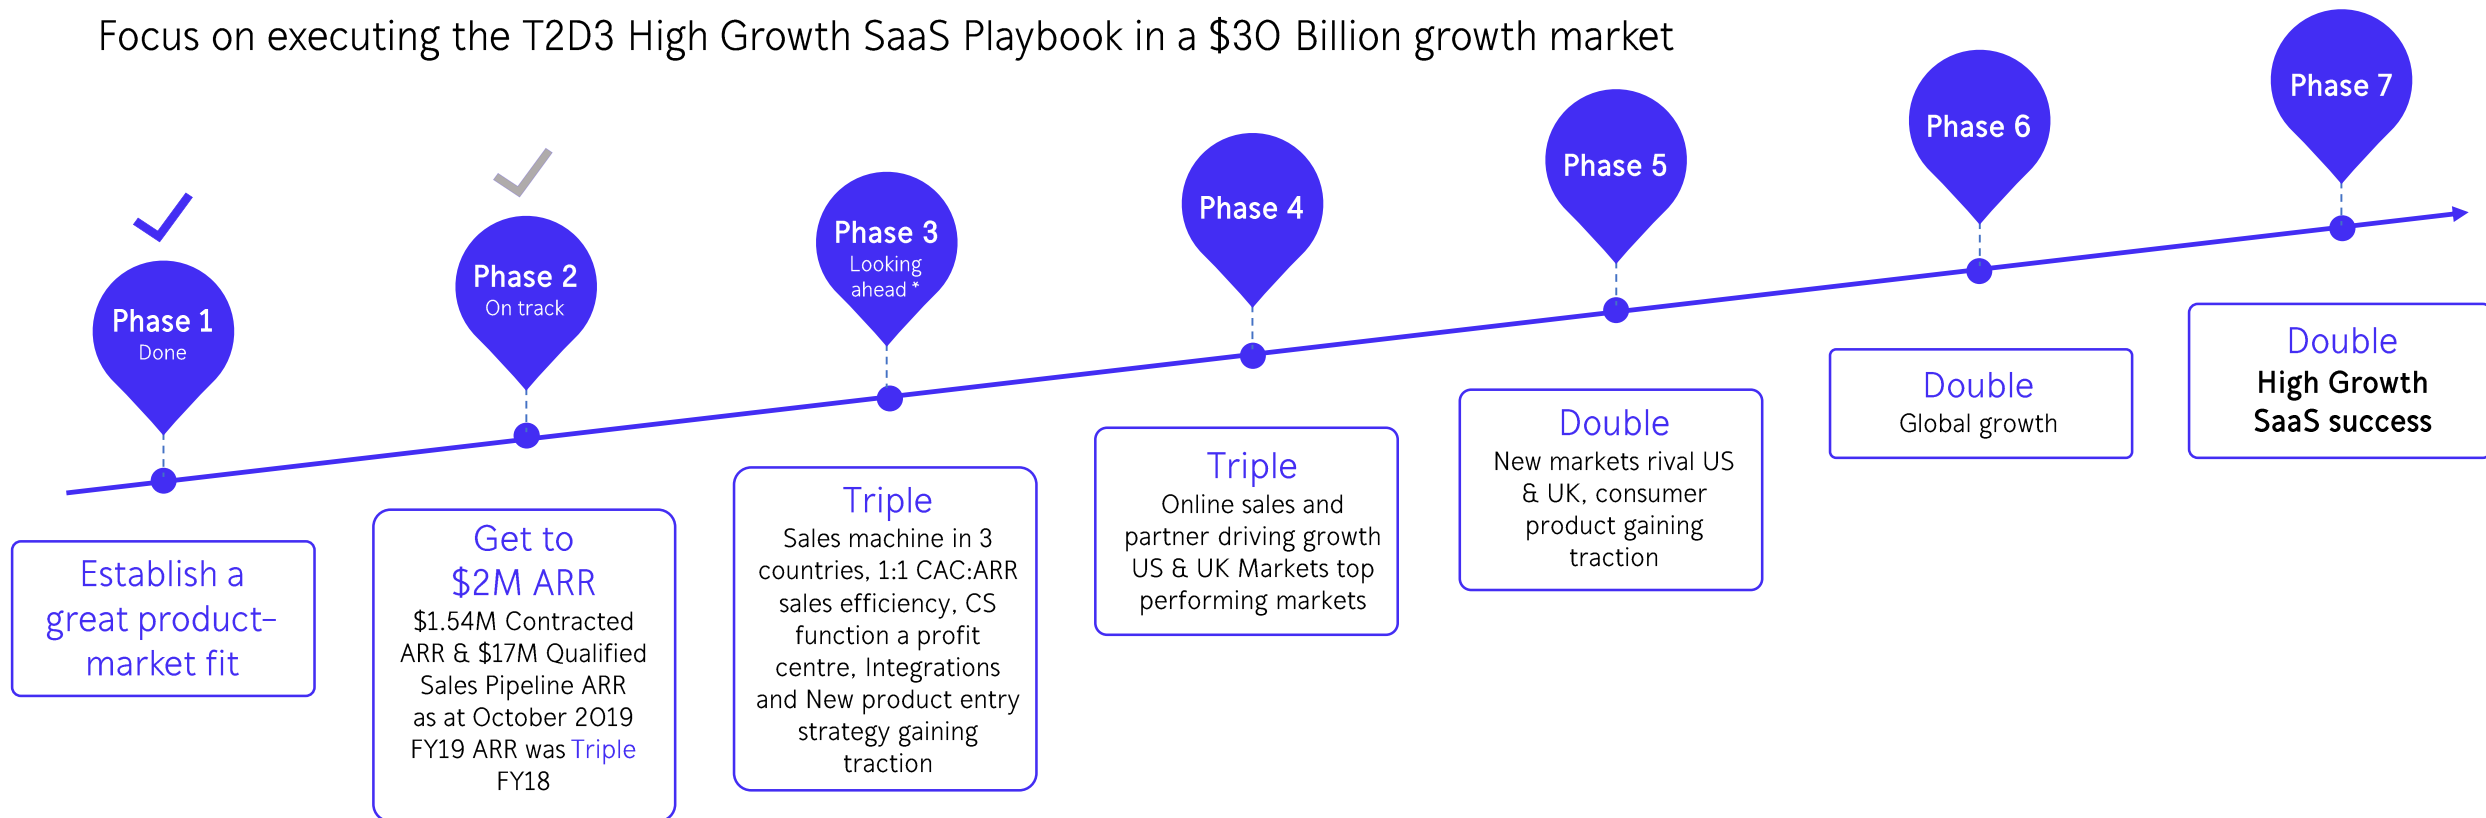 Focus on executing the T2D3 High Growth SaaS Playbook in a $30 Billion growth market
Phase 1
Done
Establish a
great product-
market fit
Phase 2
On track
Get to
$2M ARR
$1.54M Contracted
ARR & $17M Qualified
Sales Pipeline ARR
as at October 2019
FY19 ARR was Triple
FY18
Phase 3
Looking
ahead *
Triple
Sales machine in 3
countries, 1:1 CAC:ARR
sales efficiency, CS
function a profit
centre, Integrations
and New product entry
strategy gaining
traction
Phase 4
Triple
Online sales and
partner driving growth
US & UK Markets top
performing markets
Phase 5
Double
New markets rival US
& UK, consumer
product gaining
traction
Phase 6
Double
Global growth
Phase 7
Double
High Growth
SaaS success